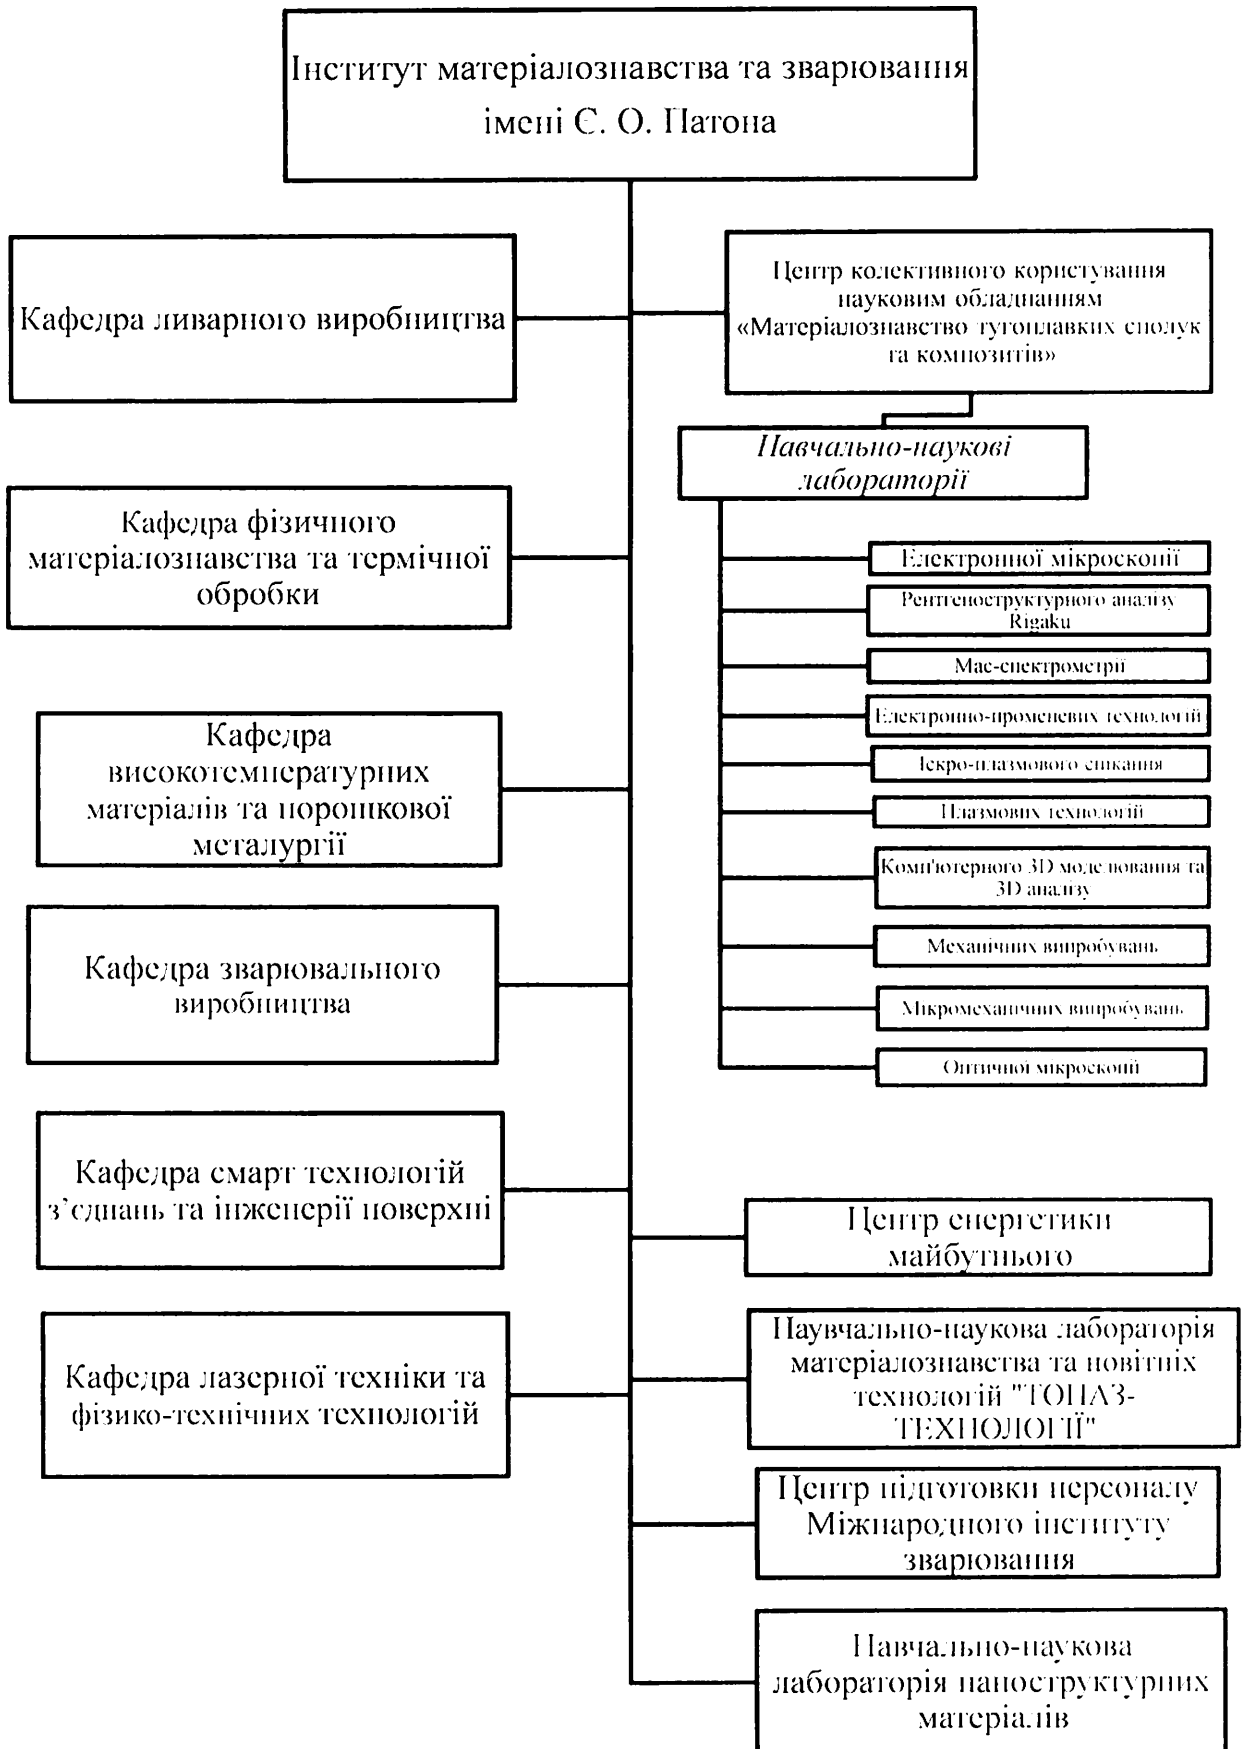 Інститут матеріалознавства та зварювання
імені Є. О. Патона
Кафедра ливарного виробництва
Центр колективного користування
науковим обладнанням
«Матеріалознавство тугоплавких сполук
та композитів»
Навчально-наукові
лабораторії
Електронної мікроскопії
Рентгеноструктурного аналізу
Rigaku
Мас-спектрометрії
Електронно-променевих технологій
Іскро-плазмового спікання
Плазмових технологій
Комп'ютерного 3D моделювання та
3D аналізу
Механічних випробувань
Мікромеханічних випробувань
Оптичної мікроскопії
Кафедра фізичного
матеріалознавства та термічної
обробки
Кафедра
високотемпературних
матеріалів та порошкової
металургії
Кафедра зварювального
виробництва
Кафедра смарт технологій
з’єднань та інженерії поверхні
Кафедра лазерної техніки та
фізико-технічних технологій
Центр енергетики
майбутнього
Наувчально-наукова лабораторія
матеріалознавства та новітніх
технологій "ТОПАЗ-
ТЕХНОЛОГІЇ"
Центр підготовки персоналу
Міжнародного інституту
зварювання
Навчально-наукова
лабораторія наноструктурних
матеріалів